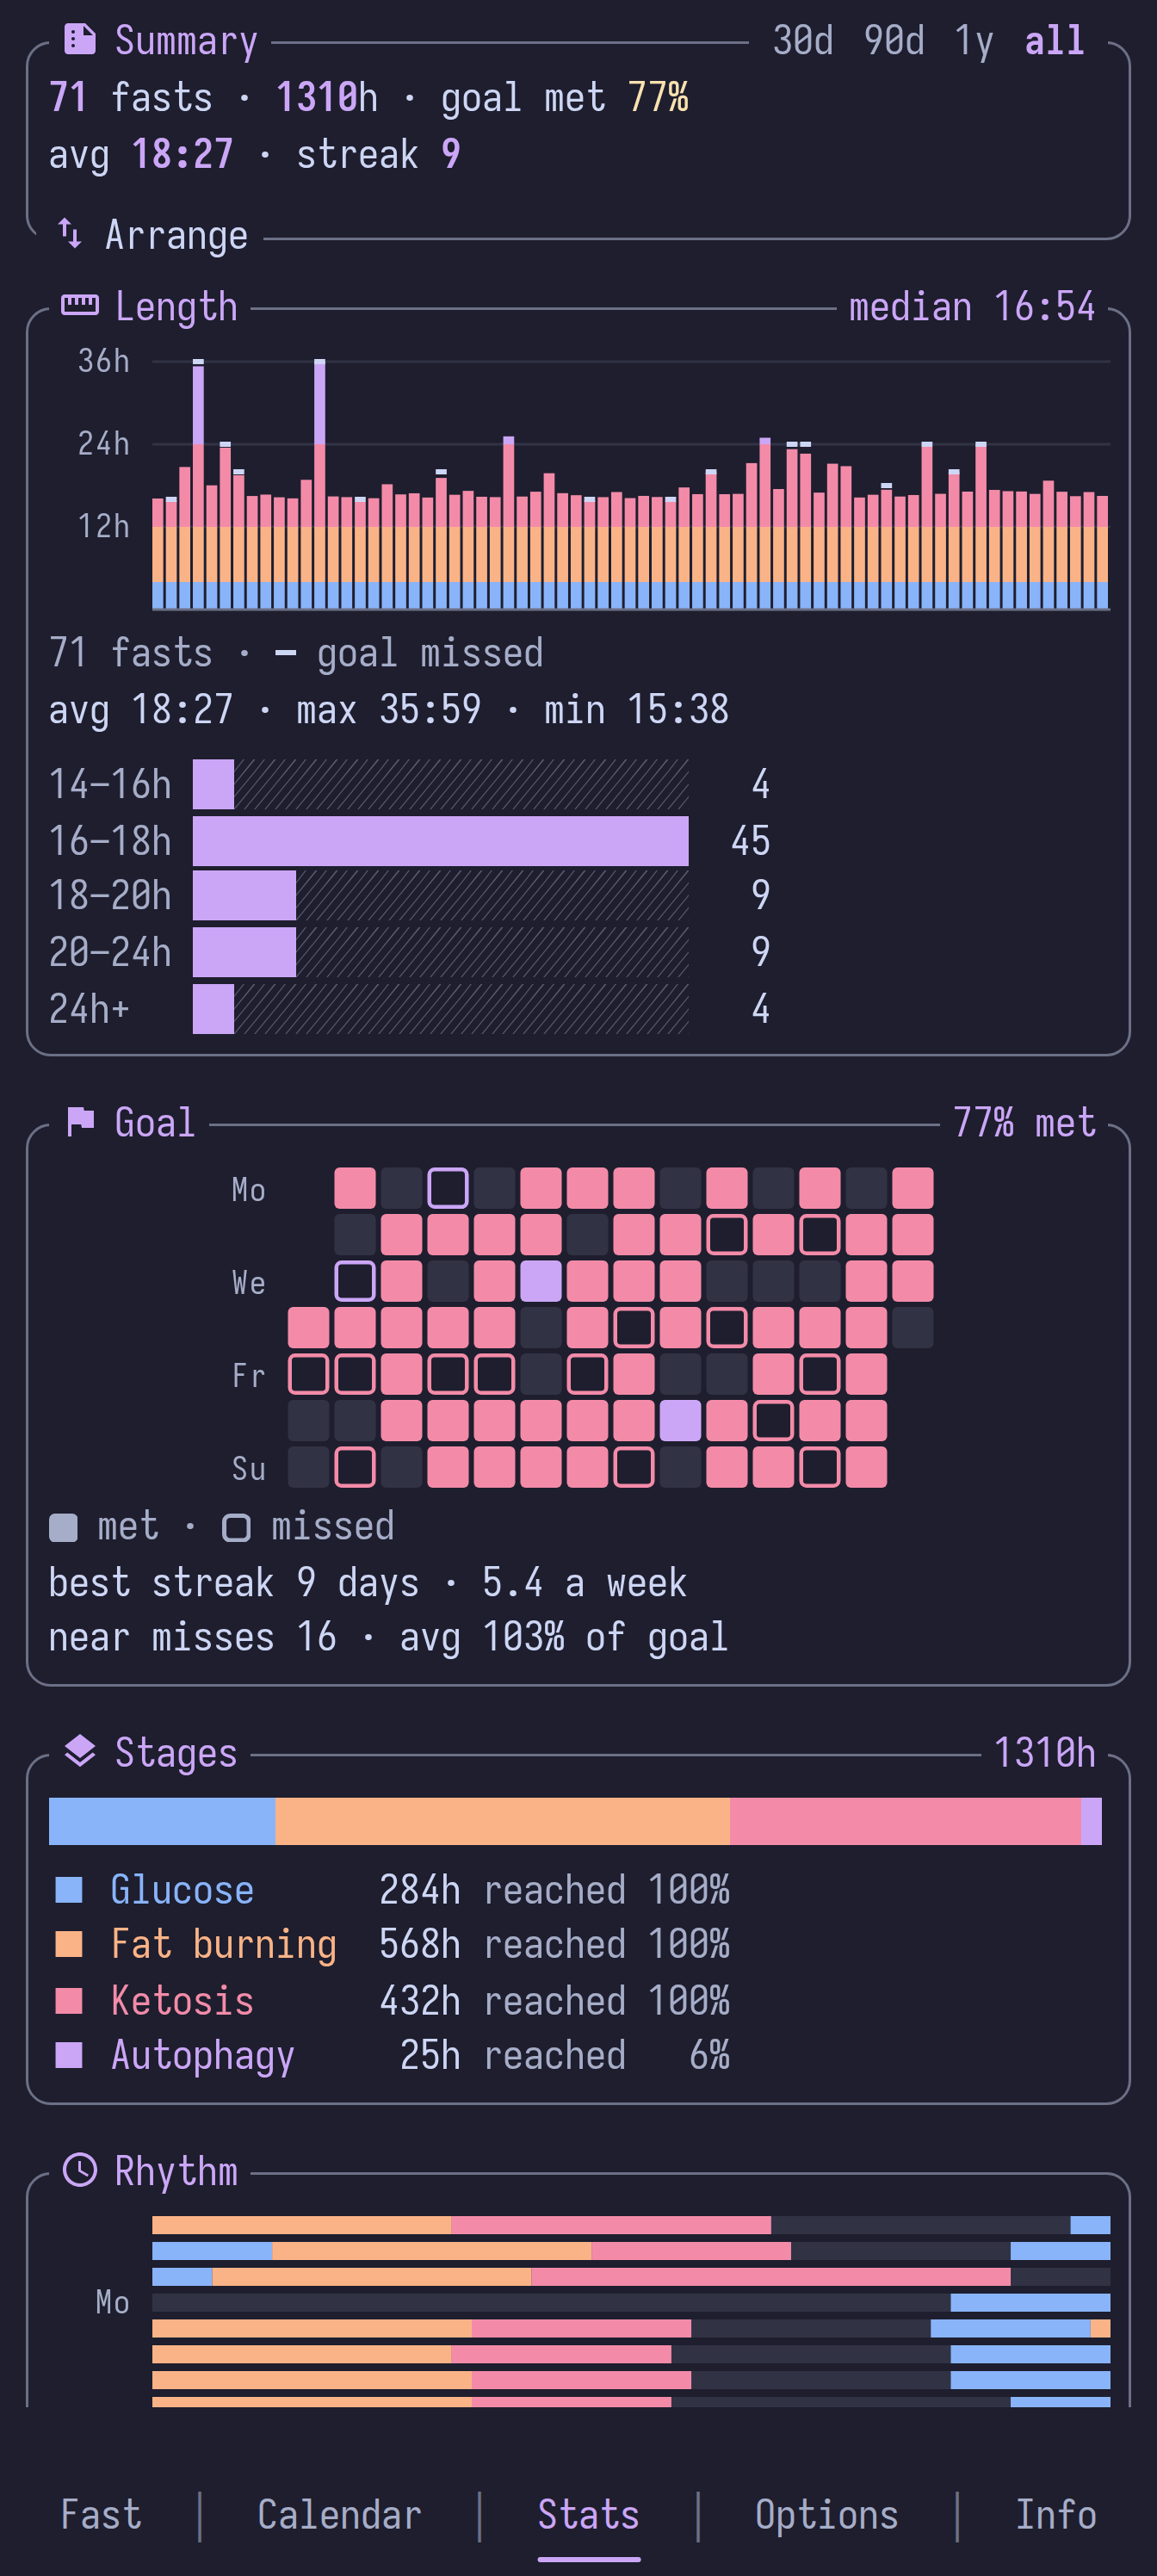 Summary 30d 90d 1y all
71 fasts · 1310h · goal met 77%
avg 18:27 · streak 9
Arrange
Length median 16:54
36h
24h
12h
71 fasts · — goal missed
avg 18:27 · max 35:59 · min 15:38
14–16h 4
16–18h 45
18–20h 9
20–24h 9
24h+ 4
Goal 77% met
Mo
We
Fr
Su
met · missed
best streak 9 days · 5.4 a week
near misses 16 · avg 103% of goal
Stages 1310h
Glucose 284h reached 100%
Fat burning 568h reached 100%
Ketosis 432h reached 100%
Autophagy 25h reached 6%
Rhythm
Mo
Fast | Calendar | Stats | Options | Info